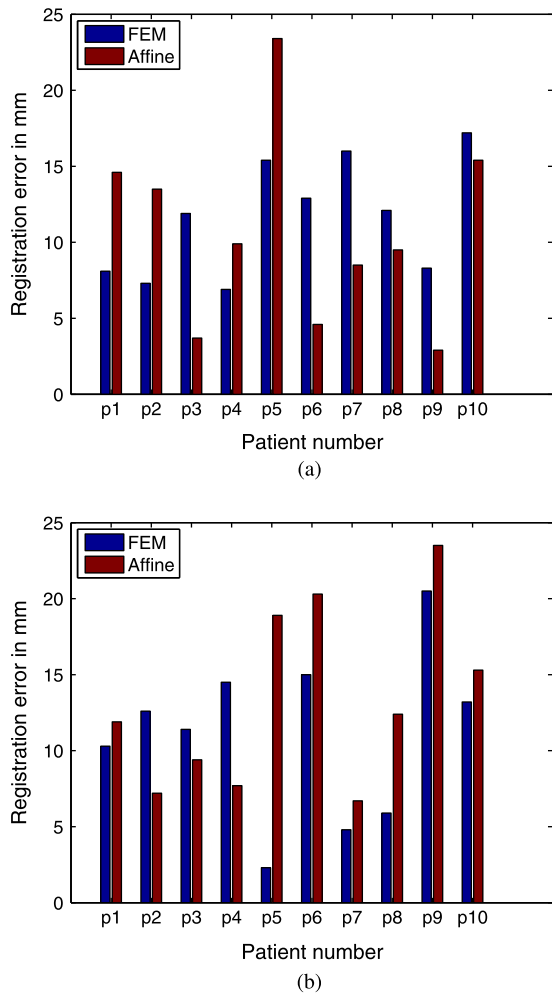 25
20
15
10
5
0
Registration error in mm
FEM
Affine
p1 p2 p3 p4 p5 p6 p7 p8 p9 p10
Patient number
(a)
25
20
15
10
5
0
Registration error in mm
FEM
Affine
p1 p2 p3 p4 p5 p6 p7 p8 p9 p10
Patient number
(b)